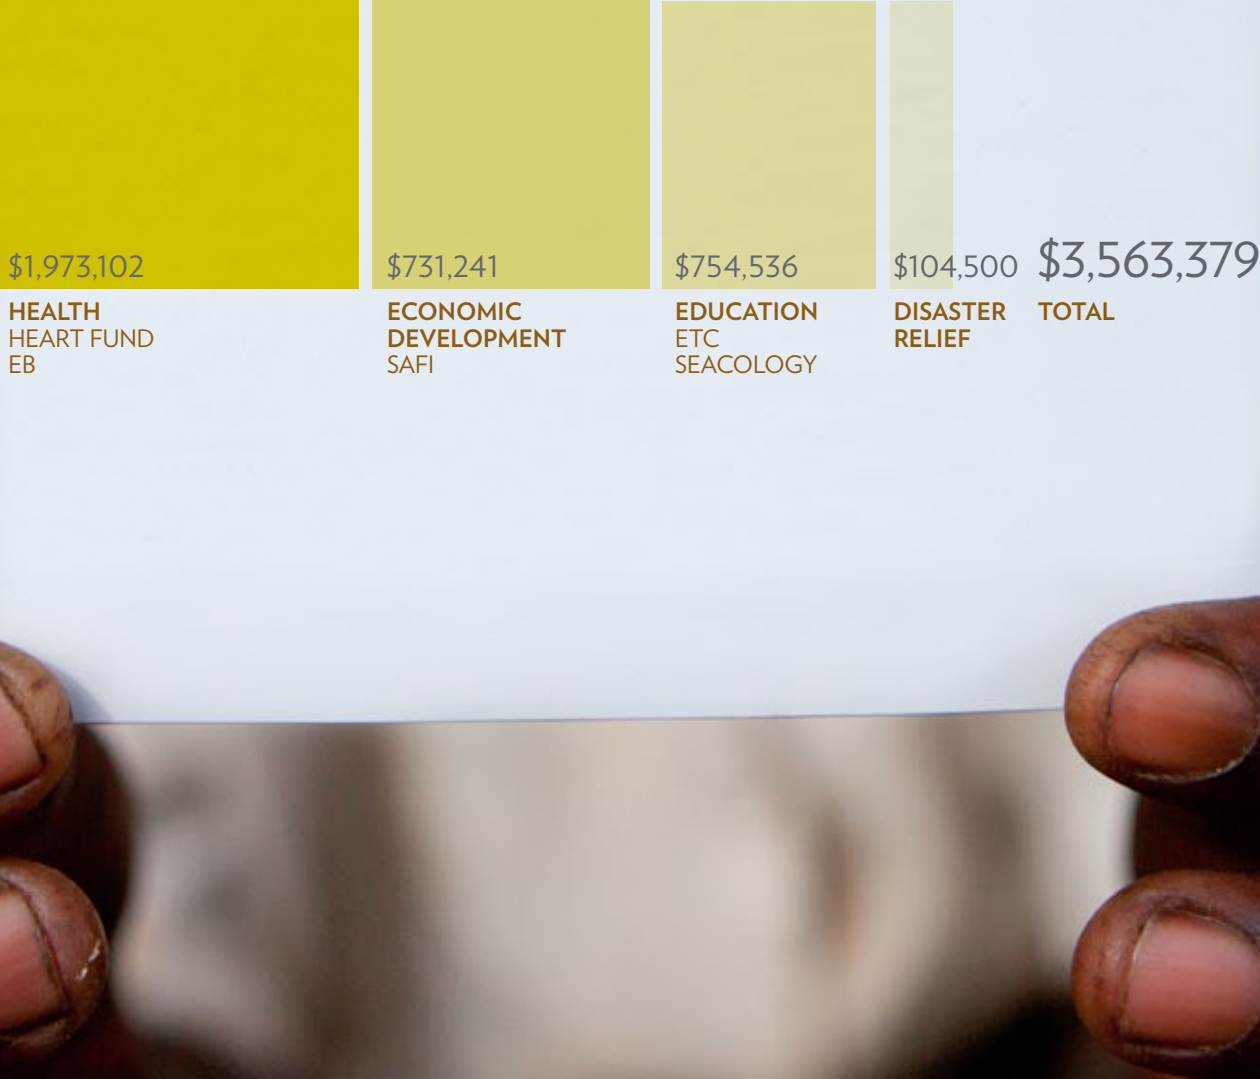 $1,973,102
HEALTH
HEART FUND
EB
$731,241
ECONOMIC
DEVELOPMENT
SAFI
$754,536
EDUCATION
ETC
SEACOLOGY
$104,500
DISASTER
RELIEF
$3,563,379
TOTAL